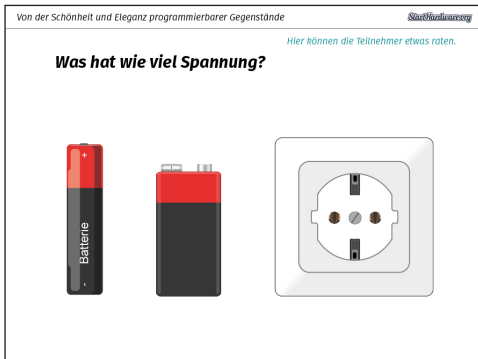 Von der Schönheit und Eleganz programmierbarer Gegenstände
StartHardware.org
Hier können die Teilnehmer etwas raten.
Was hat wie viel Spannung?
+
Batterie
-